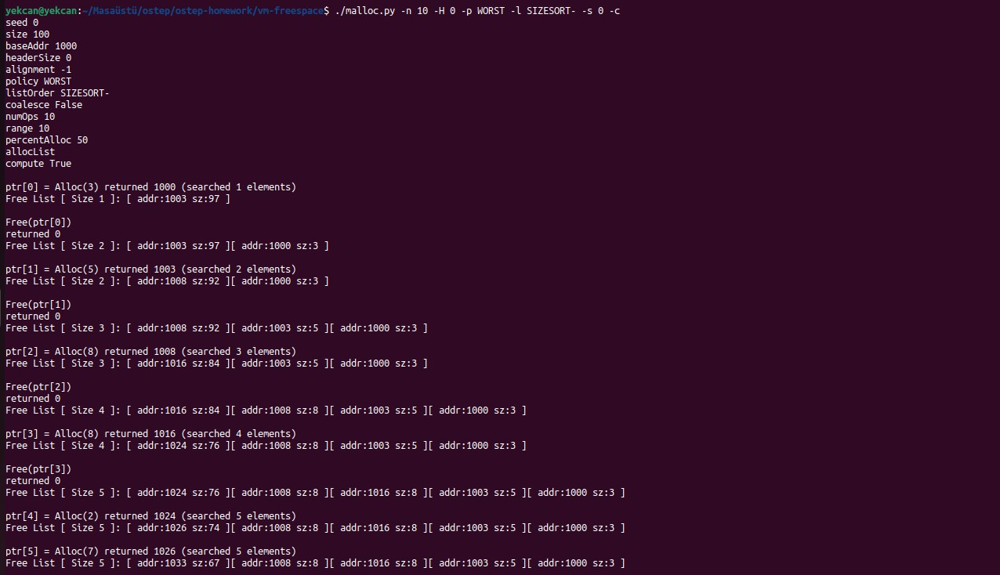 yekcan@yekcan:~/Masaüstü/ostep/ostep-homework/vm-freespace$ ./malloc.py -n 10 -H 0 -p WORST -l SIZESORT- -s 0 -c
seed 0
size 100
baseAddr 1000
headerSize 0
alignment -1
policy WORST
listOrder SIZESORT-
coalesce False
numOps 10
range 10
percentAlloc 50
allocList
compute True

ptr[0] = Alloc(3) returned 1000 (searched 1 elements)
Free List [ Size 1 ]: [ addr:1003 sz:97 ]

Free(ptr[0])
returned 0
Free List [ Size 2 ]: [ addr:1003 sz:97 ][ addr:1000 sz:3 ]

ptr[1] = Alloc(5) returned 1003 (searched 2 elements)
Free List [ Size 2 ]: [ addr:1008 sz:92 ][ addr:1000 sz:3 ]

Free(ptr[1])
returned 0
Free List [ Size 3 ]: [ addr:1008 sz:92 ][ addr:1003 sz:5 ][ addr:1000 sz:3 ]

ptr[2] = Alloc(8) returned 1008 (searched 3 elements)
Free List [ Size 3 ]: [ addr:1016 sz:84 ][ addr:1003 sz:5 ][ addr:1000 sz:3 ]

Free(ptr[2])
returned 0
Free List [ Size 4 ]: [ addr:1016 sz:84 ][ addr:1008 sz:8 ][ addr:1003 sz:5 ][ addr:1000 sz:3 ]

ptr[3] = Alloc(8) returned 1016 (searched 4 elements)
Free List [ Size 4 ]: [ addr:1024 sz:76 ][ addr:1008 sz:8 ][ addr:1003 sz:5 ][ addr:1000 sz:3 ]

Free(ptr[3])
returned 0
Free List [ Size 5 ]: [ addr:1024 sz:76 ][ addr:1008 sz:8 ][ addr:1016 sz:8 ][ addr:1003 sz:5 ][ addr:1000 sz:3 ]

ptr[4] = Alloc(2) returned 1024 (searched 5 elements)
Free List [ Size 5 ]: [ addr:1026 sz:74 ][ addr:1008 sz:8 ][ addr:1016 sz:8 ][ addr:1003 sz:5 ][ addr:1000 sz:3 ]

ptr[5] = Alloc(7) returned 1026 (searched 5 elements)
Free List [ Size 5 ]: [ addr:1033 sz:67 ][ addr:1008 sz:8 ][ addr:1016 sz:8 ][ addr:1003 sz:5 ][ addr:1000 sz:3 ]